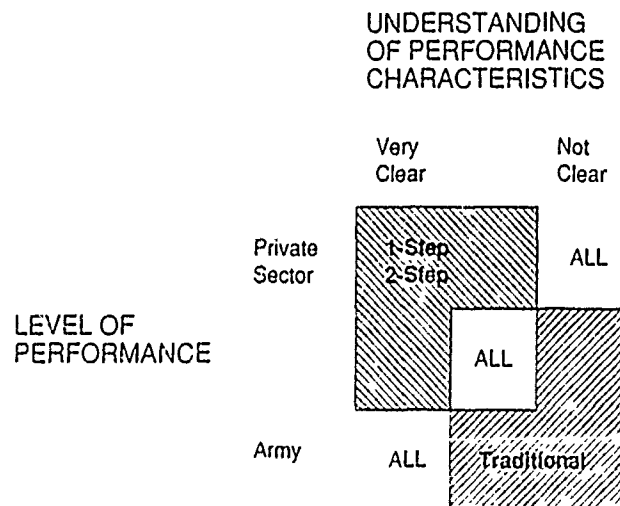 UNDERSTANDING
OF PERFORMANCE
CHARACTERISTICS
Very
Clear
Not
Clear
Private
Sector
1-Step
2-Step
ALL
LEVEL OF
PERFORMANCE
ALL
Army
ALL
Traditional